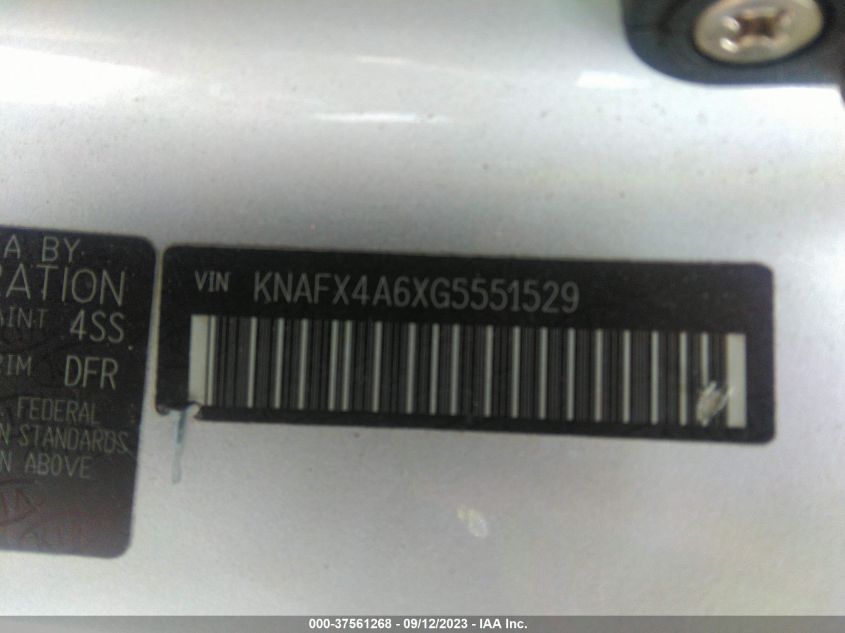 A BY
RATION
AINT 4SS
RIM DFR
FEDERAL
N STANDARDS
N ABOVE
VIN KNAFX4A6XG5551529
000-37561268 - 09/12/2023 - IAA Inc.